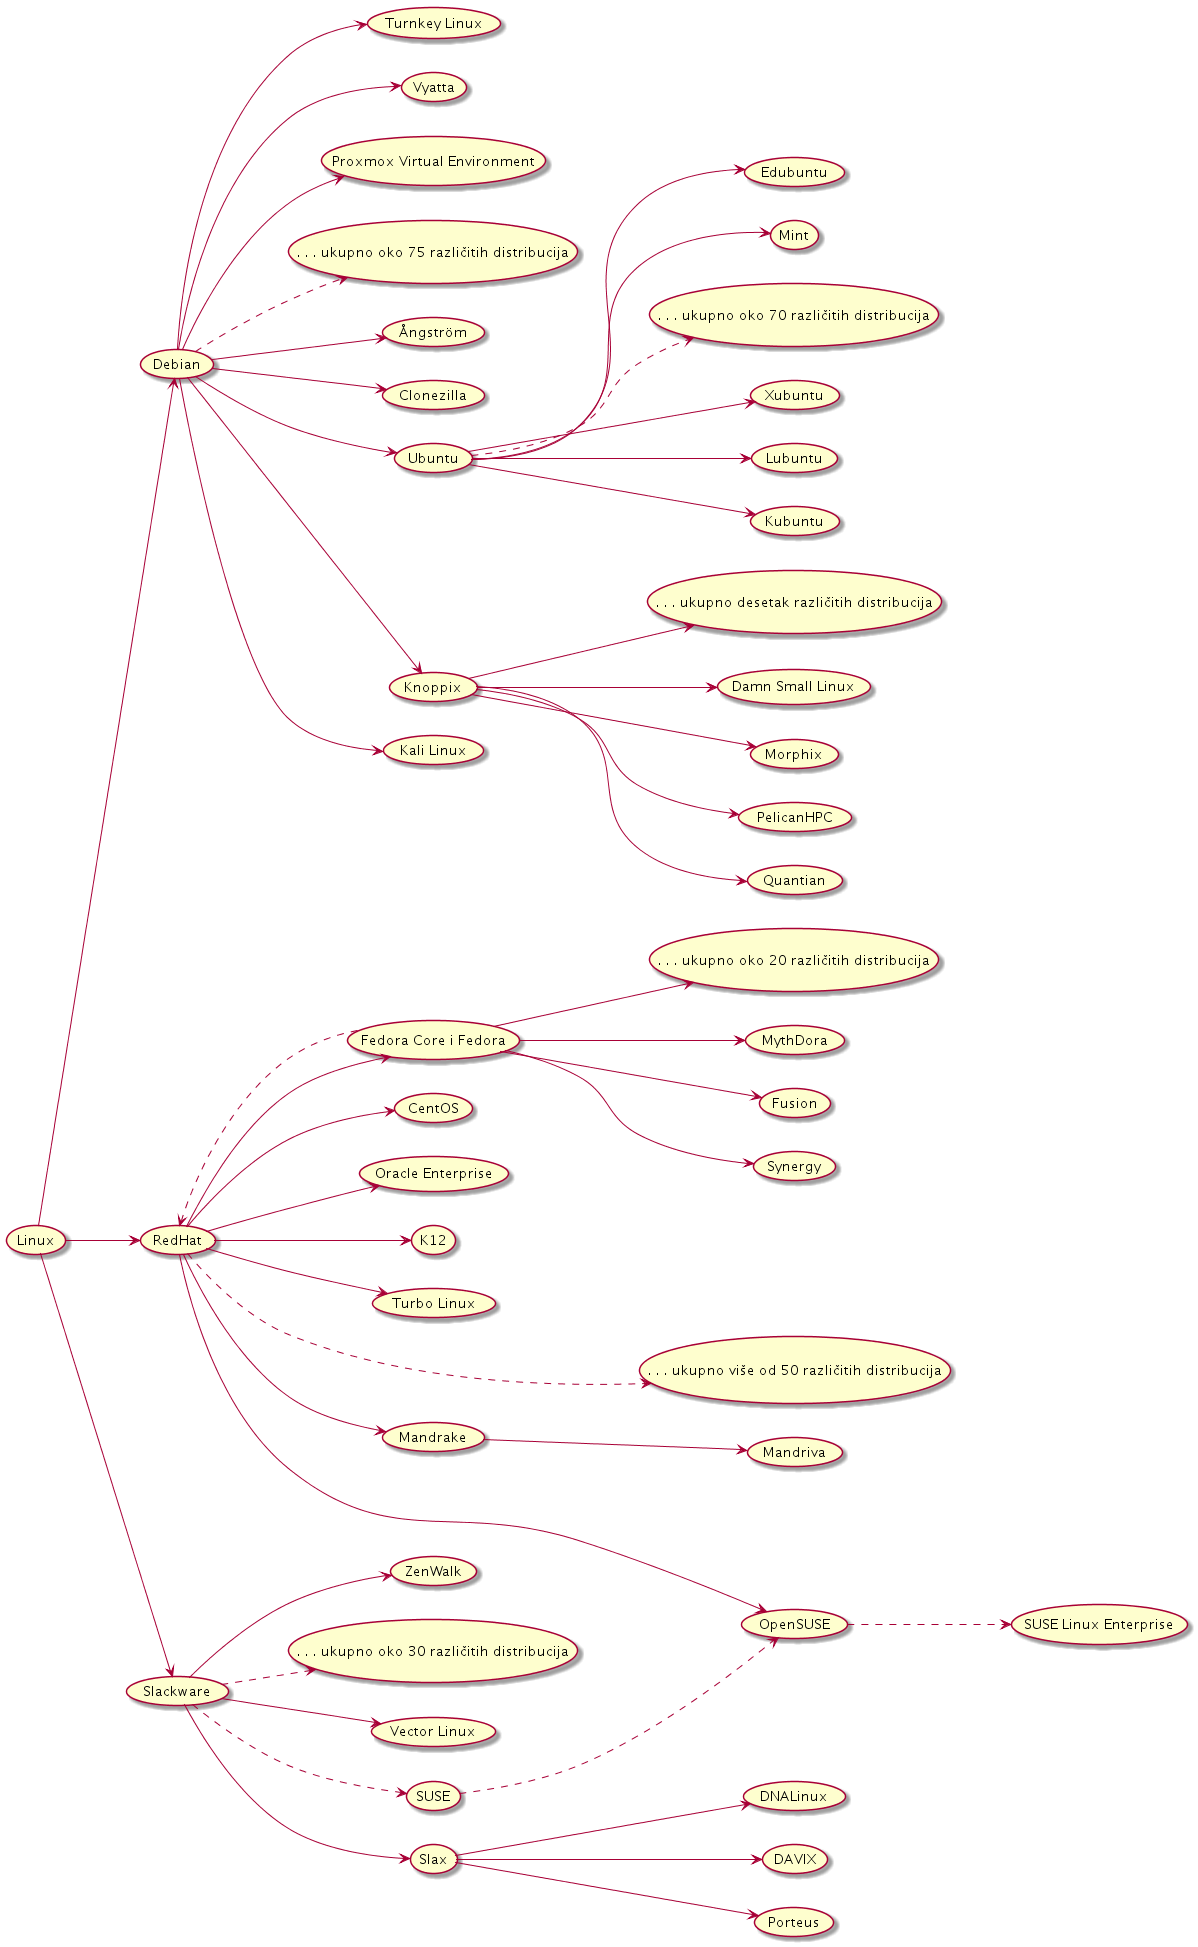 Turnkey Linux
Vyatta
Proxmox Virtual Environment
Edubuntu
Mint
. . . ukupno oko 75 različitih distribucija
. . . ukupno oko 70 različitih distribucija
Ångström
Debian
Clonezilla
Xubuntu
Ubuntu
Lubuntu
Kubuntu
. . . ukupno desetak različitih distribucija
Knoppix
Damn Small Linux
Kali Linux
Morphix
PelicanHPC
Quantian
. . . ukupno oko 20 različitih distribucija
Fedora Core i Fedora
MythDora
CentOS
Fusion
Oracle Enterprise
Synergy
Linux
RedHat
K12
Turbo Linux
. . . ukupno više od 50 različitih distribucija
Mandrake
Mandriva
ZenWalk
OpenSUSE
SUSE Linux Enterprise
. . . ukupno oko 30 različitih distribucija
Slackware
Vector Linux
SUSE
DNALinux
Slax
DAVIX
Porteus